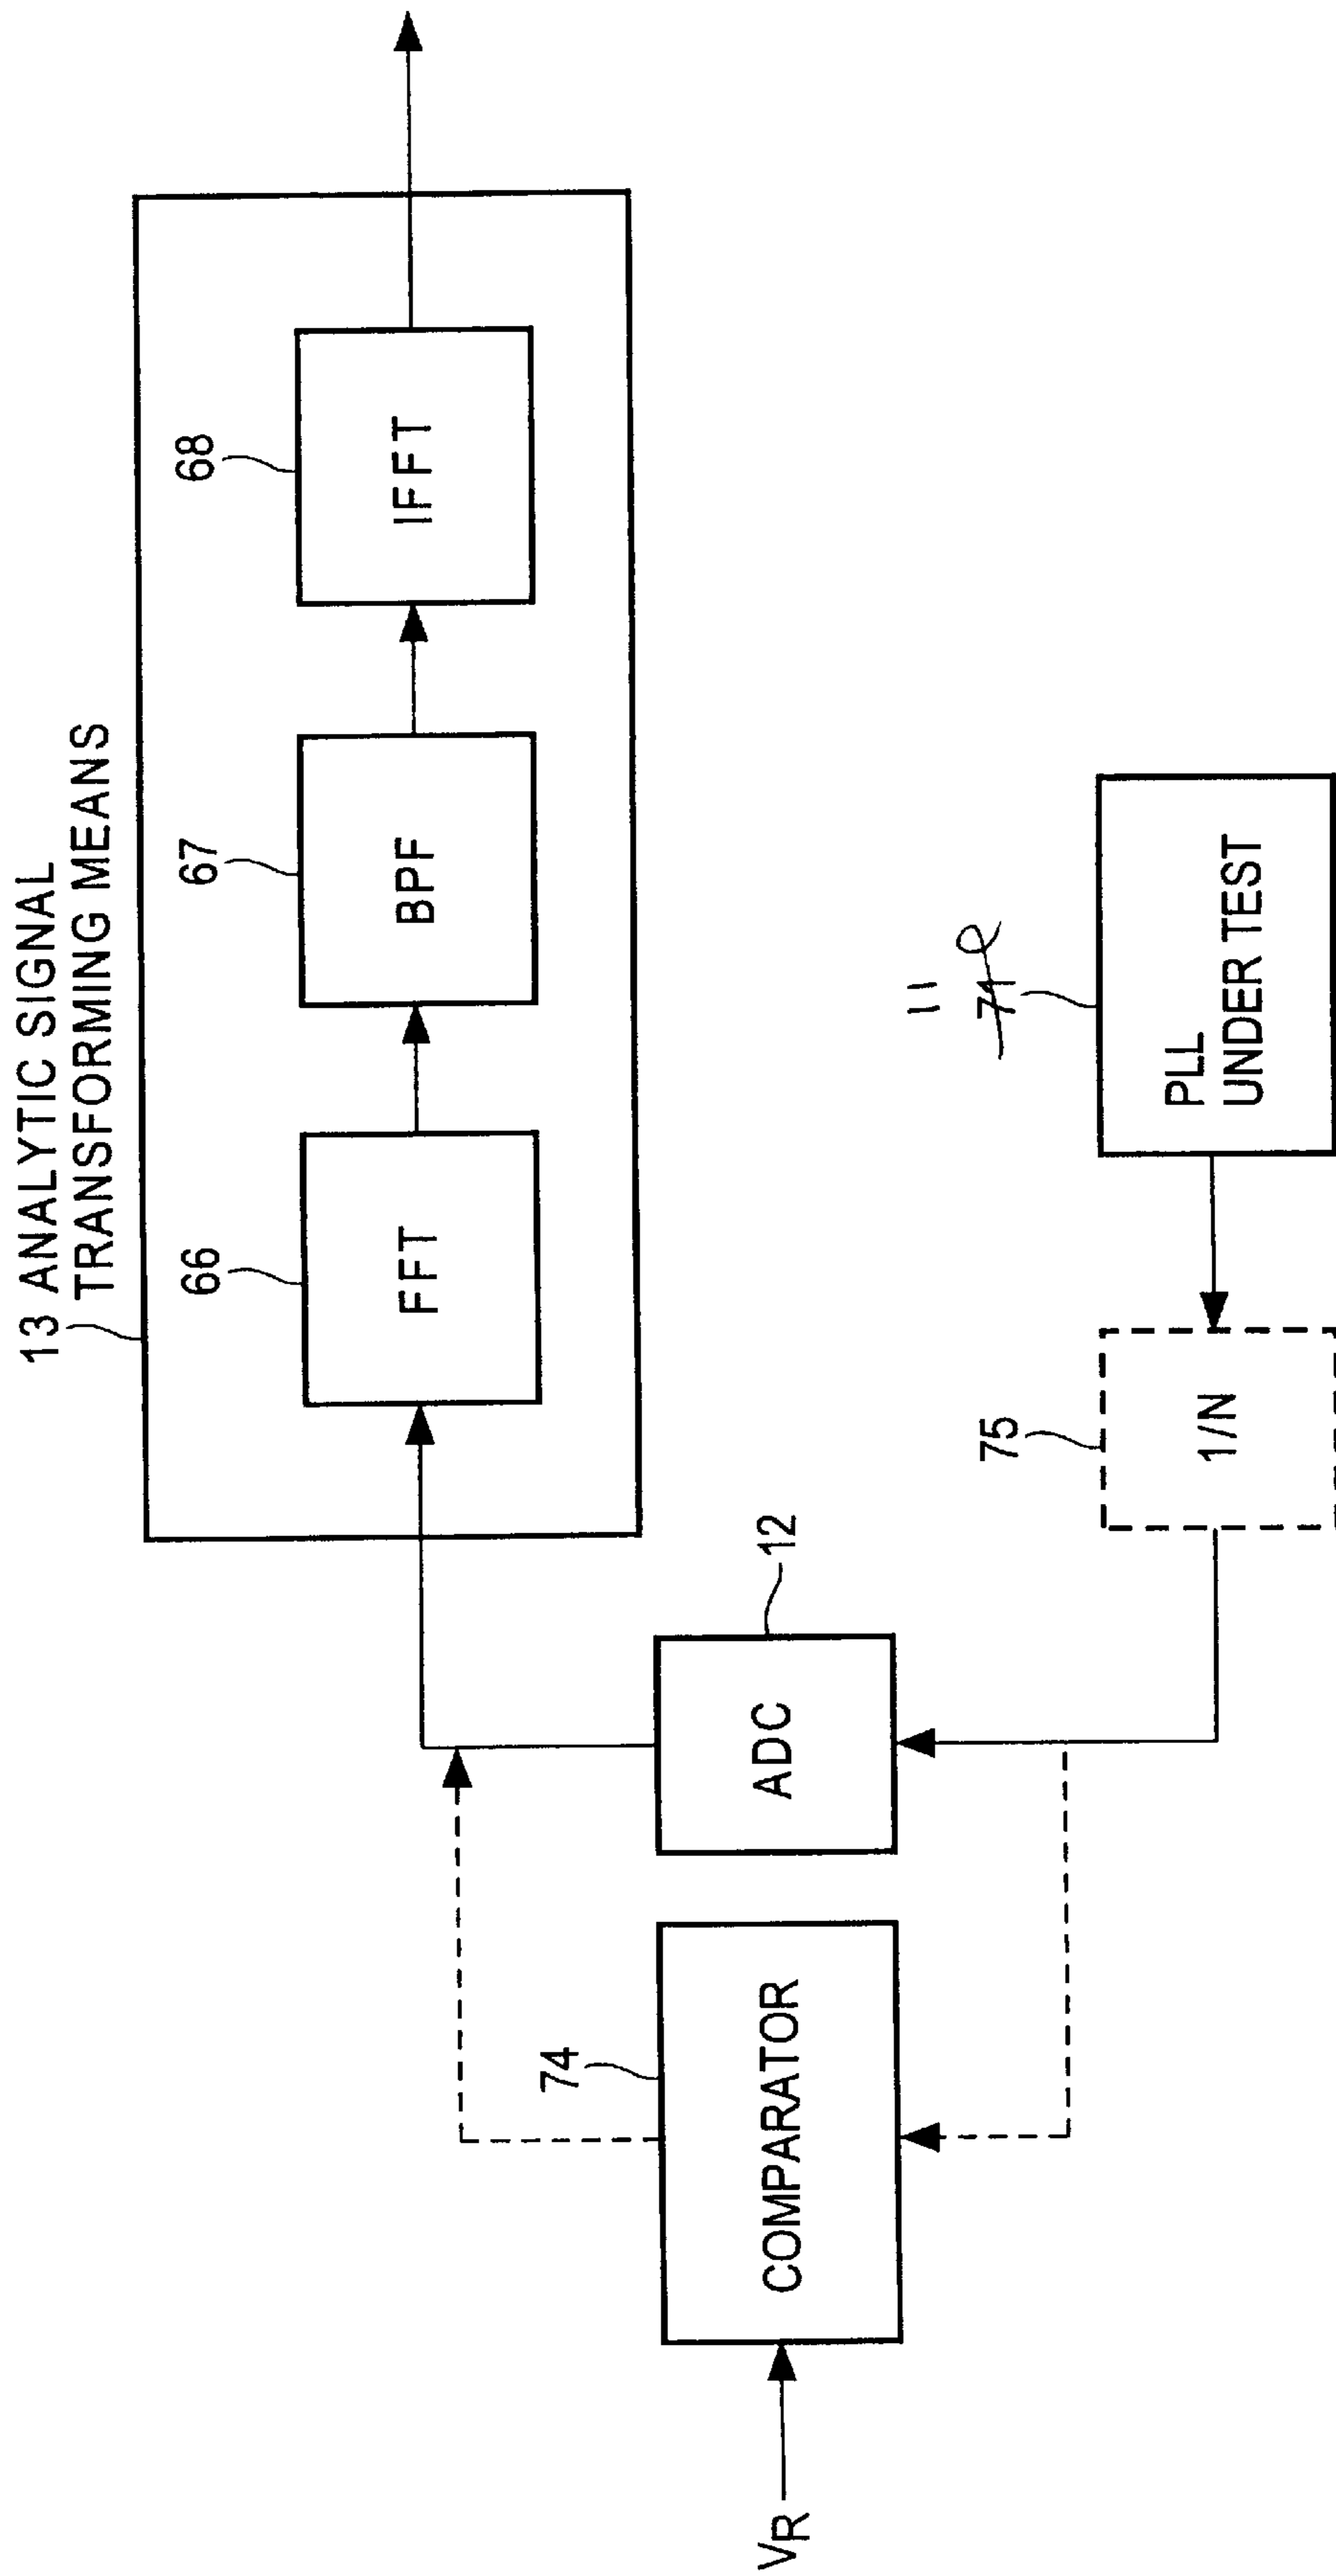 13 ANALYTIC SIGNAL
TRANSFORMING MEANS
66
FFT
67
BPF
68
IFFT
74
COMPARATOR
VR
ADC
12
75
1/N
11
74
PLL
UNDER TEST